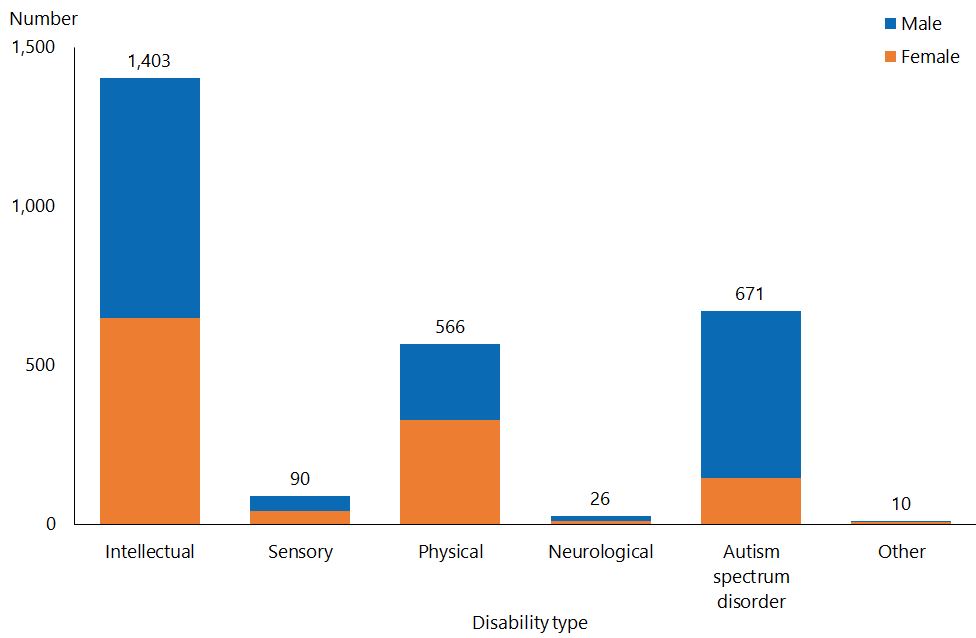 Number
Male
Female
1,500
1,000
500
0
1,403
90
566
26
671
10
Intellectual
Sensory
Physical
Neurological
Autism
spectrum
disorder
Other
Disability type